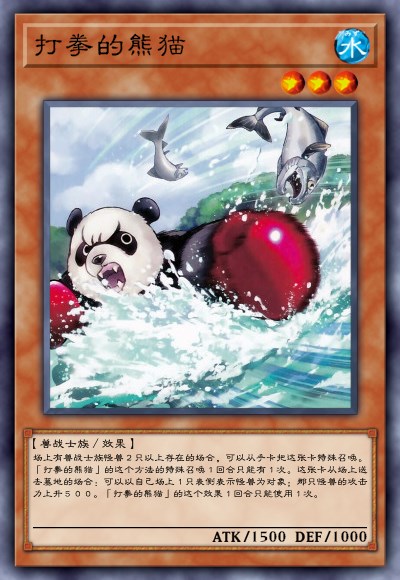 打拳的熊猫
水
【兽战士族／效果】
场上有兽战士族怪兽２只以上存在的场合，可以从手卡把这张卡特殊召唤。
「打拳的熊猫」的这个方法的特殊召唤１回合只能有１次。这张卡从场上送
去墓地的场合；可以以自己场上１只表侧表示怪兽为对象；那只怪兽的攻击
力上升５００。「打拳的熊猫」的这个效果１回合只能使用１次。
ATK/1500 DEF/1000